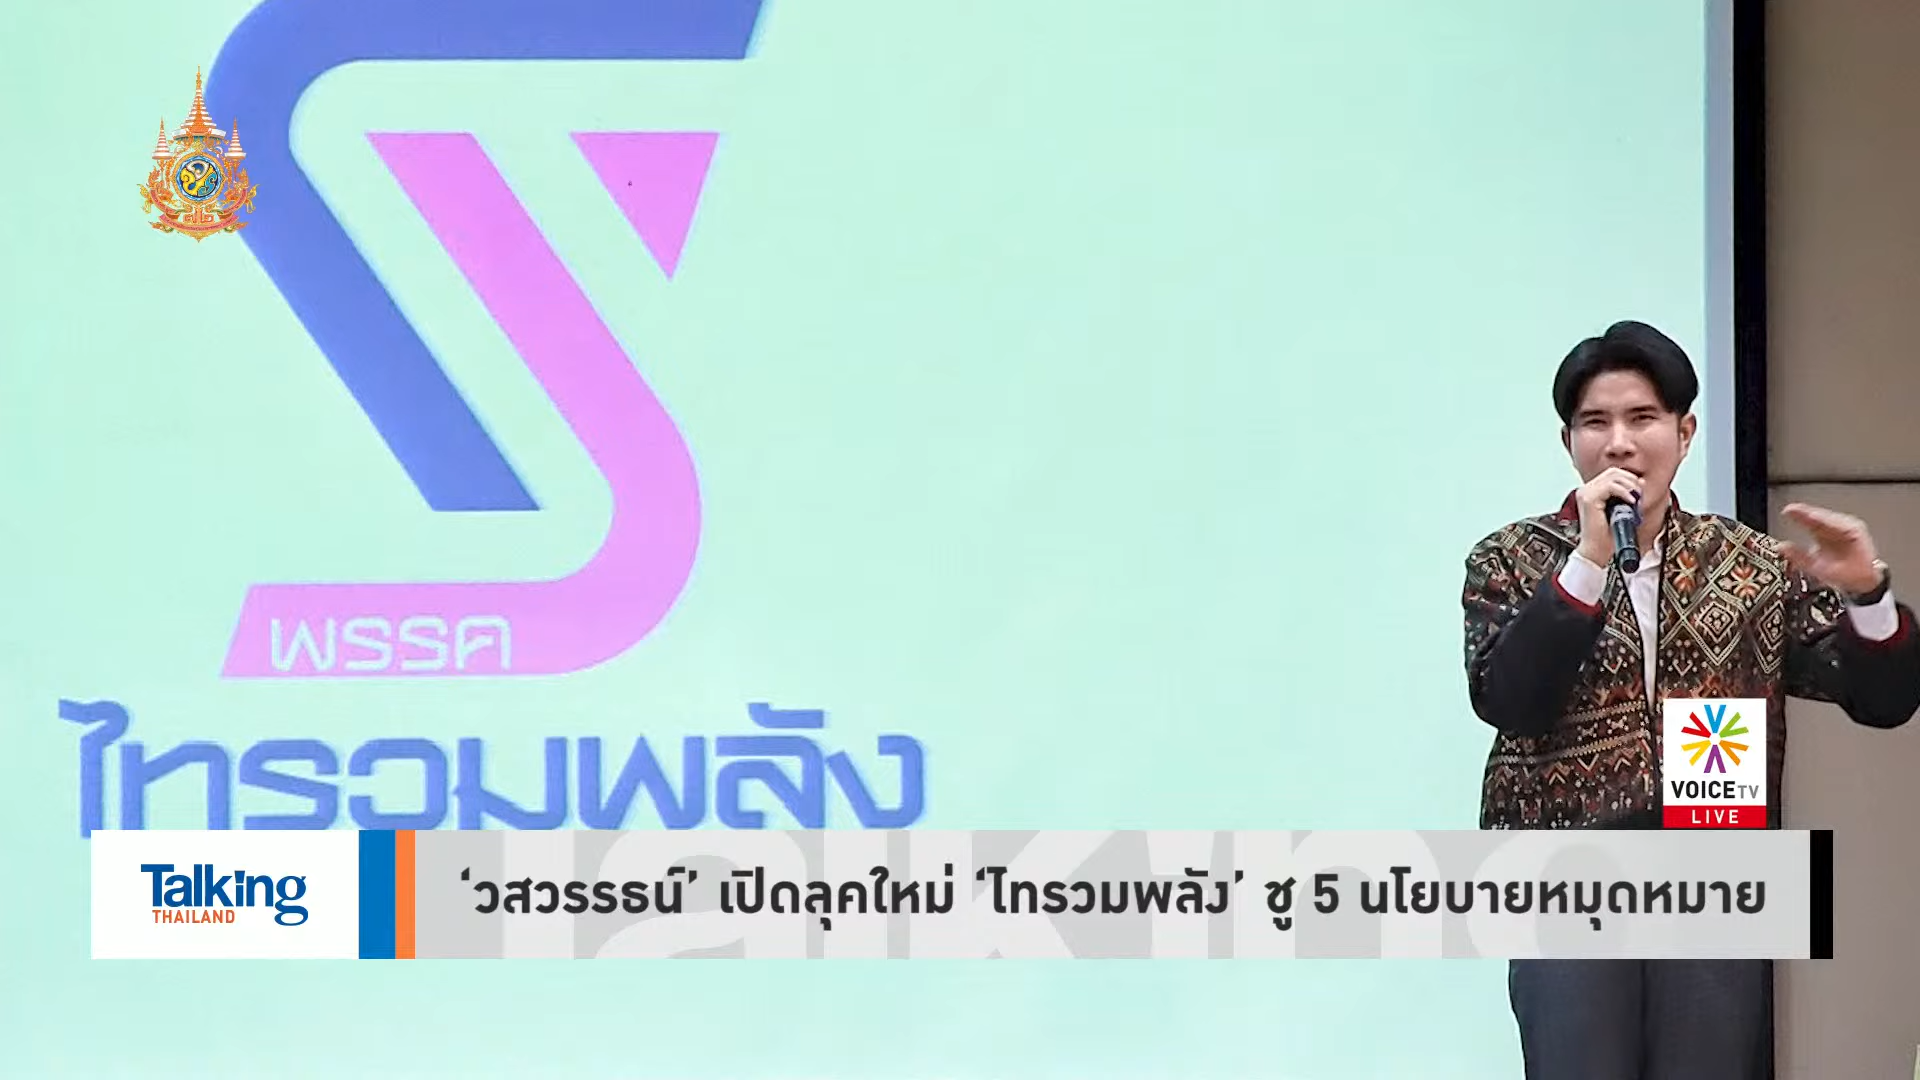 พรรค
ไทรวมพลัง
VOICE TV
LIVE
Talking
THAILAND
‘วสวรรธน์’ เปิดลุคใหม่ ‘ไทรวมพลัง’ ชู 5 นโยบายหมุดหมาย